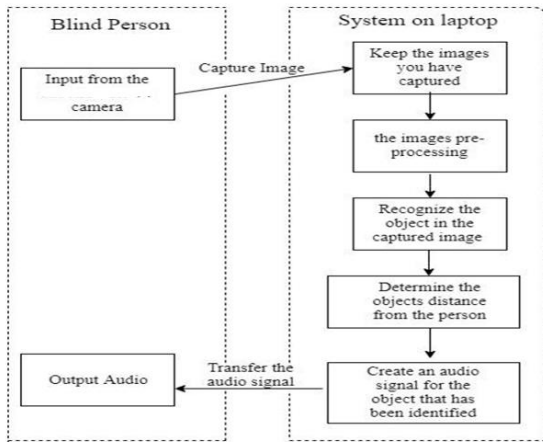 Blind Person
System on laptop
Input from the
camera
Capture Image
Keep the images
you have
captured
the images pre-
processing
Recognize the
object in the
captured image
Determine the
objects distance
from the person
Create an audio
signal for the
object that has
been identified
Transfer the
audio signal
Output Audio